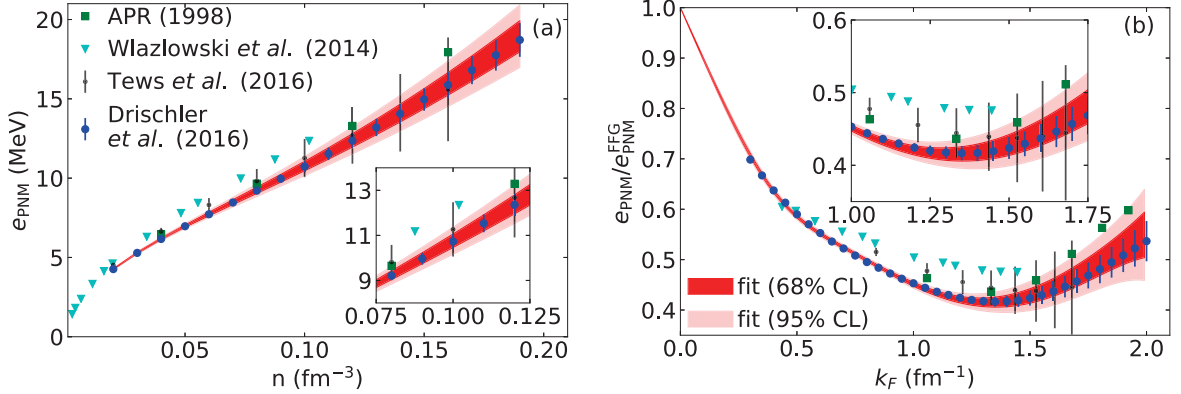 (a)
APR (1998)
Wlazlowski et al. (2014)
Tews et al. (2016)
Drischler
et al. (2016)
20
15
10
5
0
e_PNM (MeV)
0.05
0.10
0.15
0.20
n (fm⁻³)
13
11
9
0.075
0.100
0.125
(b)
1.0
0.9
0.8
0.7
0.6
0.5
0.4
e_PNM/e_PNM^FFG
0.0
0.5
1.0
1.5
2.0
k_F (fm⁻¹)
0.6
0.5
0.4
1.00
1.25
1.50
1.75
fit (68% CL)
fit (95% CL)